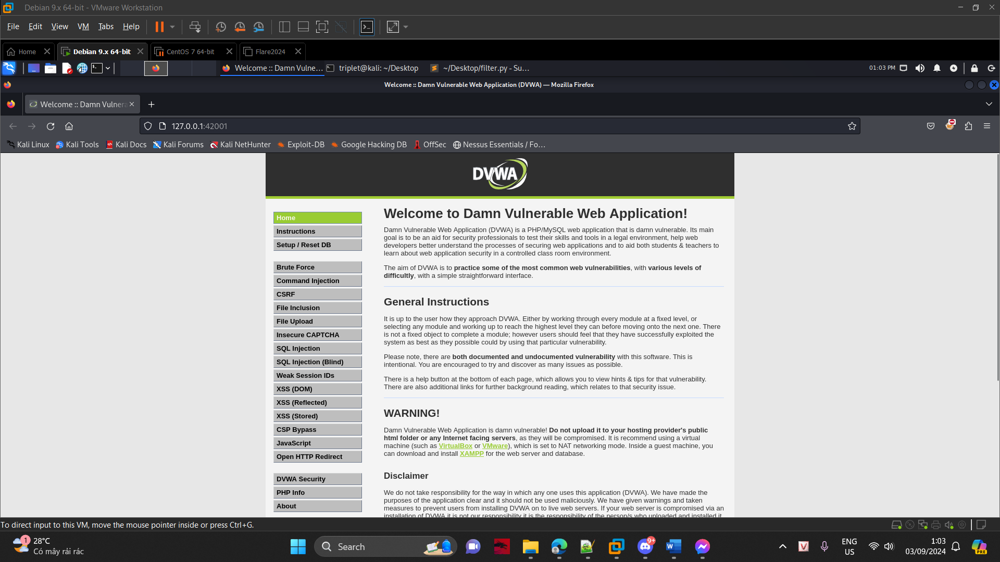 Debian 9.x 64-bit - VMware Workstation
File Edit View VM Tabs Help
Home
Debian 9.x 64-bit
CentOS 7 64-bit
Flare2024
Welcome :: Damn Vulne...
triplet@kali: ~/Desktop
~/Desktop/filter.py - Su...
01:03 PM
Welcome :: Damn Vulnerable Web Application (DVWA) — Mozilla Firefox
Welcome :: Damn Vulnera
127.0.0.1:42001
Kali Linux
Kali Tools
Kali Docs
Kali Forums
Kali NetHunter
Exploit-DB
Google Hacking DB
OffSec
Nessus Essentials / Fo...
DVWA
Home
Instructions
Setup / Reset DB
Brute Force
Command Injection
CSRF
File Inclusion
File Upload
Insecure CAPTCHA
SQL Injection
SQL Injection (Blind)
Weak Session IDs
XSS (DOM)
XSS (Reflected)
XSS (Stored)
CSP Bypass
JavaScript
Open HTTP Redirect
DVWA Security
PHP Info
About
Welcome to Damn Vulnerable Web Application!
Damn Vulnerable Web Application (DVWA) is a PHP/MySQL web application that is damn vulnerable. Its main
goal is to be an aid for security professionals to test their skills and tools in a legal environment, help web
developers better understand the processes of securing web applications and to aid both students & teachers to
learn about web application security in a controlled class room environment.
The aim of DVWA is to practice some of the most common web vulnerabilities, with various levels of
difficultly, with a simple straightforward interface.
General Instructions
It is up to the user how they approach DVWA. Either by working through every module at a fixed level, or
selecting any module and working up to reach the highest level they can before moving onto the next one. There
is not a fixed object to complete a module; however users should feel that they have successfully exploited the
system as best as they possible could by using that particular vulnerability.
Please note, there are both documented and undocumented vulnerability with this software. This is
intentional. You are encouraged to try and discover as many issues as possible.
There is a help button at the bottom of each page, which allows you to view hints & tips for that vulnerability.
There are also additional links for further background reading, which relates to that security issue.
WARNING!
Damn Vulnerable Web Application is damn vulnerable! Do not upload it to your hosting provider's public
html folder or any Internet facing servers, as they will be compromised. It is recommend using a virtual
machine (such as VirtualBox or VMware), which is set to NAT networking mode. Inside a guest machine, you
can download and install XAMPP for the web server and database.
Disclaimer
We do not take responsibility for the way in which any one uses this application (DVWA). We have made the
purposes of the application clear and it should not be used maliciously. We have given warnings and taken
measures to prevent users from installing DVWA on to live web servers. If your web server is compromised via an
installation of DVWA it is not our responsibility it is the responsibility of the person/s who uploaded and installed it.
To direct input to this VM, move the mouse pointer inside or press Ctrl+G.
1
28°C
Có mây rải rác
Search
PRE
9+
ENG
US
1:03
03/09/2024